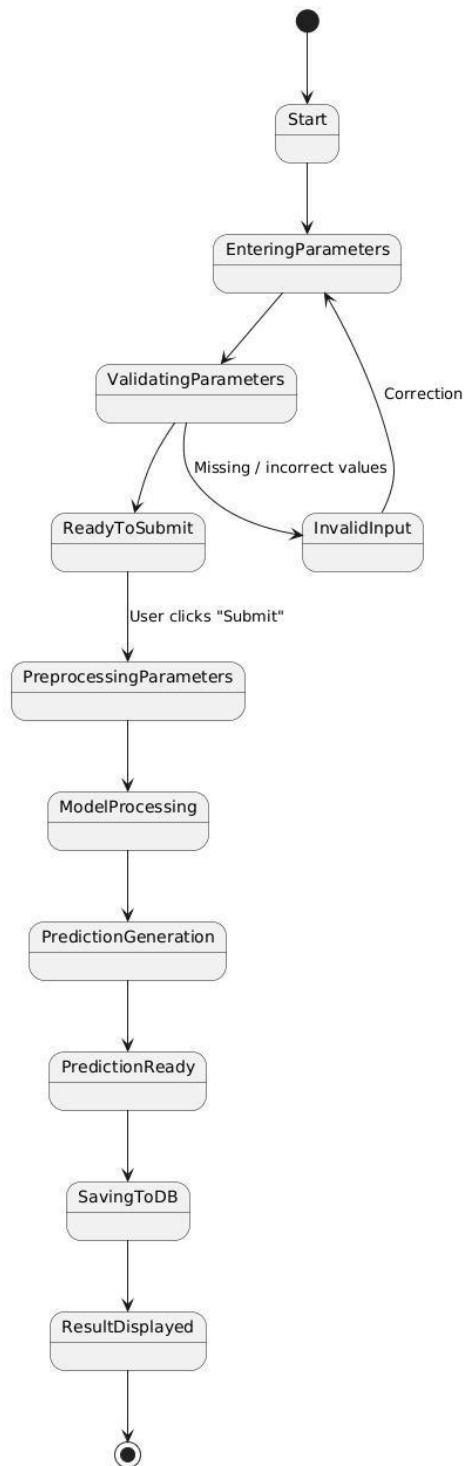 Start
EnteringParameters
ValidatingParameters
Correction
Missing / incorrect values
ReadyToSubmit
InvalidInput
User clicks "Submit"
PreprocessingParameters
ModelProcessing
PredictionGeneration
PredictionReady
SavingToDB
ResultDisplayed